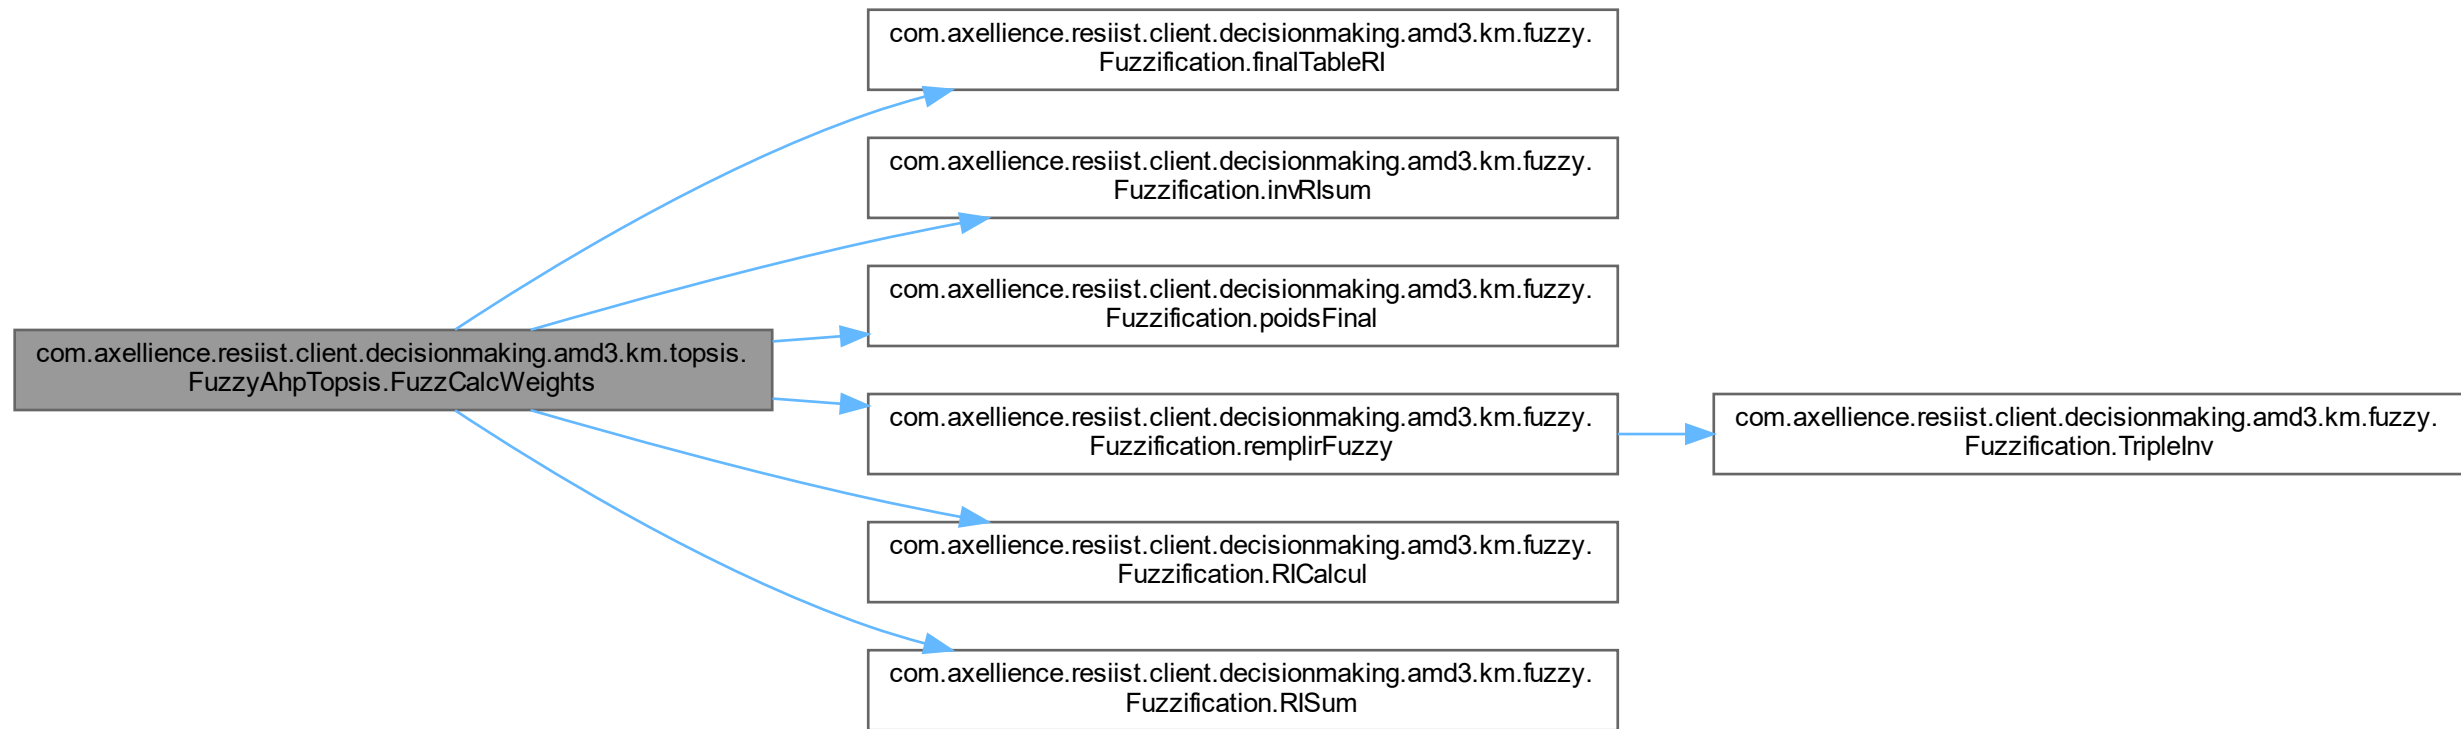 com.axellience.resiist.client.decisionmaking.amd3.km.fuzzy.
Fuzzification.finalTableRI
com.axellience.resiist.client.decisionmaking.amd3.km.fuzzy.
Fuzzification.invRIsum
com.axellience.resiist.client.decisionmaking.amd3.km.fuzzy.
Fuzzification.poidsFinal
com.axellience.resiist.client.decisionmaking.amd3.km.topsis.
FuzzyAhpTopsis.FuzzCalcWeights
com.axellience.resiist.client.decisionmaking.amd3.km.fuzzy.
Fuzzification.remplirFuzzy
com.axellience.resiist.client.decisionmaking.amd3.km.fuzzy.
Fuzzification.TripleInv
com.axellience.resiist.client.decisionmaking.amd3.km.fuzzy.
Fuzzification.RICalcul
com.axellience.resiist.client.decisionmaking.amd3.km.fuzzy.
Fuzzification.RISum